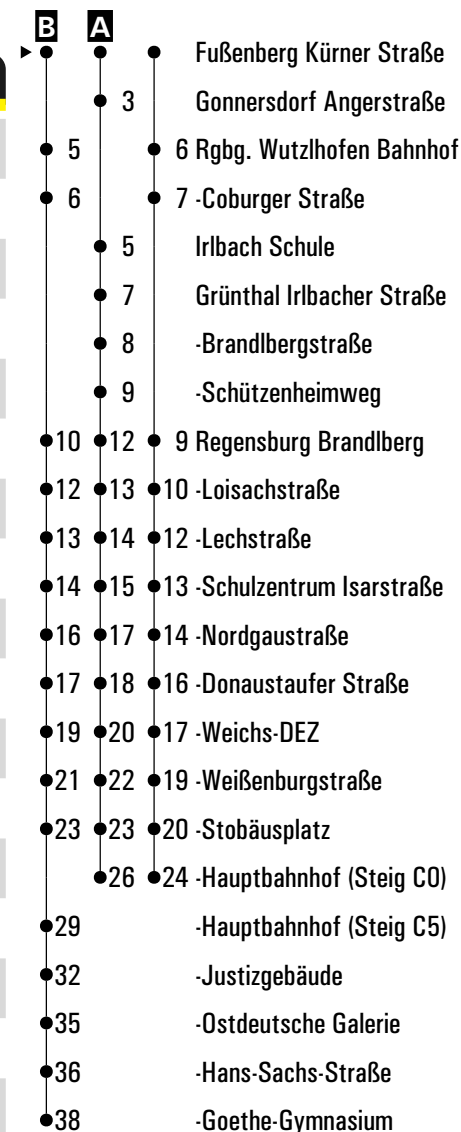 B A
Fußenberg Kürner Straße
3 Gonnersdorf Angerstraße
5 6 Rgbg. Wutzlhofen Bahnhof
6 7 -Coburger Straße
5 Irlbach Schule
7 Grünthal Irlbacher Straße
8 -Brandlbergstraße
9 -Schützenheimweg
10 12 9 Regensburg Brandlberg
12 13 10 -Loisachstraße
13 14 12 -Lechstraße
14 15 13 -Schulzentrum Isarstraße
16 17 14 -Nordgaustraße
17 18 16 -Donaustaufer Straße
19 20 17 -Weichs-DEZ
21 22 19 -Weißenburgstraße
23 23 20 -Stobäusplatz
26 24 -Hauptbahnhof (Steig C0)
29 -Hauptbahnhof (Steig C5)
32 -Justizgebäude
35 -Ostdeutsche Galerie
36 -Hans-Sachs-Straße
38 -Goethe-Gymnasium